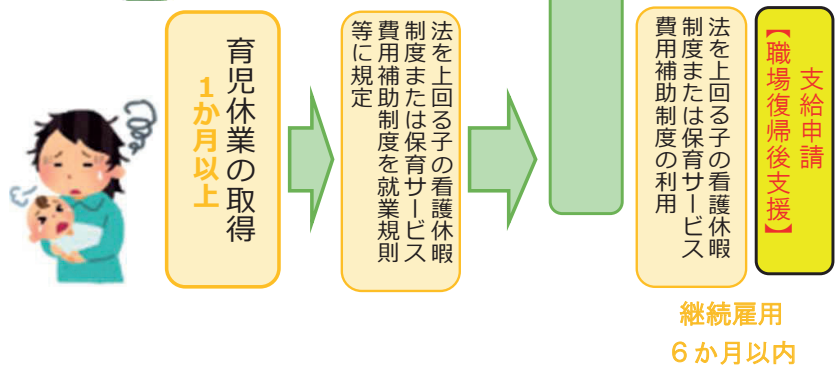 育児休業の取得
1か月以上
法を上回る子の看護休暇
制度または保育サービス
費用補助制度を就業規則
等に規定
法を上回る子の看護休暇
制度または保育サービス
費用補助制度の利用
支給申請
【職場復帰後支援】
継続雇用
６か月以内